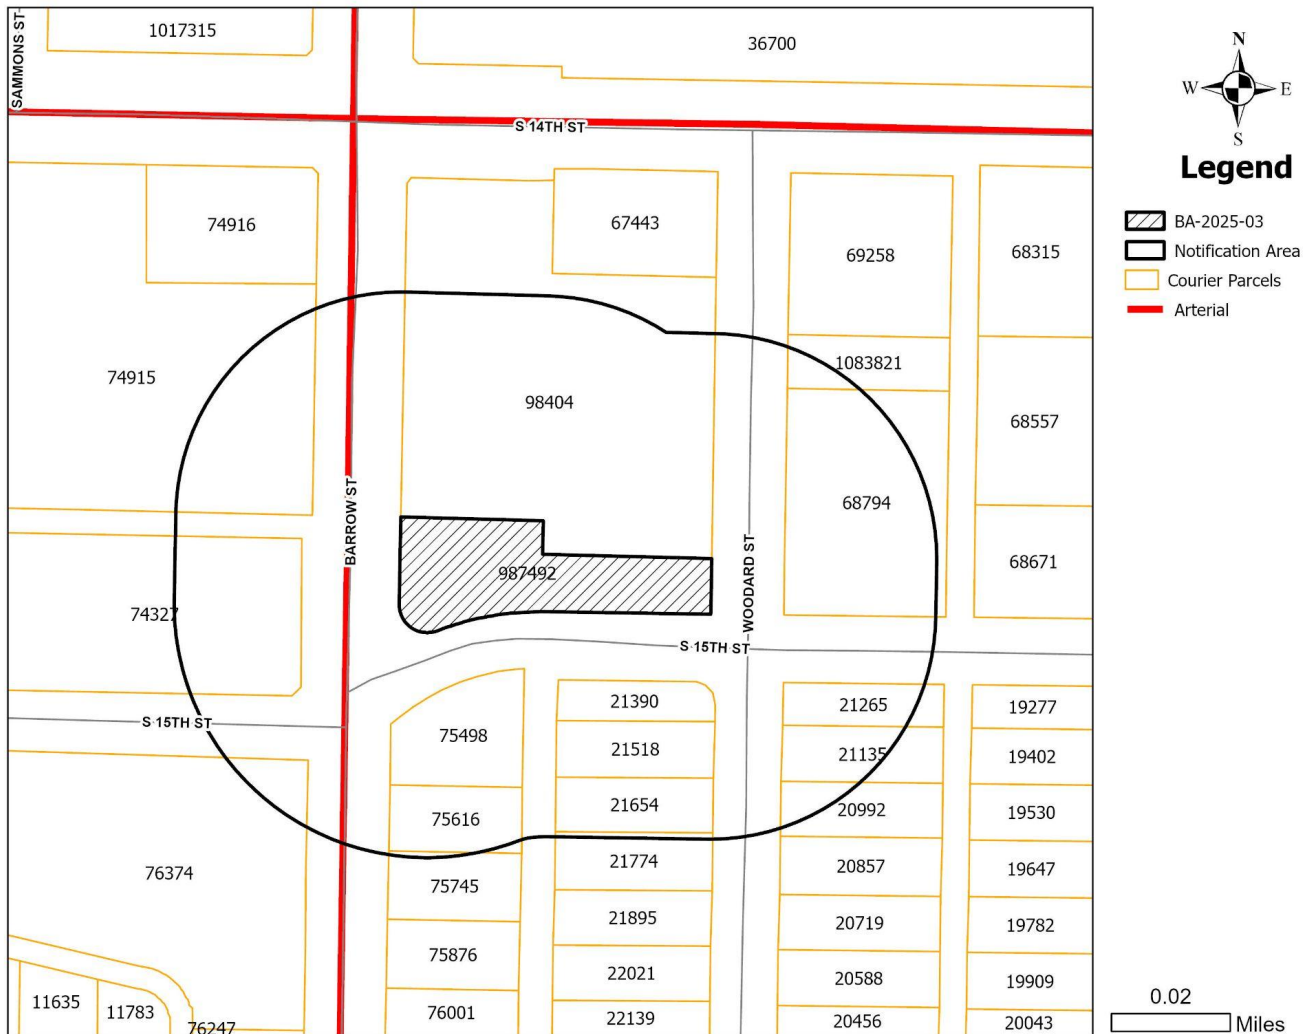 SAMMONS ST
1017315
36700
S 14TH ST
74916
67443
69258
68315
1083821
74915
98404
68557
68794
BARROW ST
WOODARD ST
987492
68671
74327
S 15TH ST
S 15TH ST
21390
21265
19277
75498
21518
21135
19402
21654
20992
19530
75616
21774
20857
19647
76374
75745
21895
20719
19782
75876
22021
20588
19909
11635
11783
76247
76001
22139
20456
20043
N
W
E
S
Legend
BA-2025-03
Notification Area
Courier Parcels
Arterial
0.02
Miles